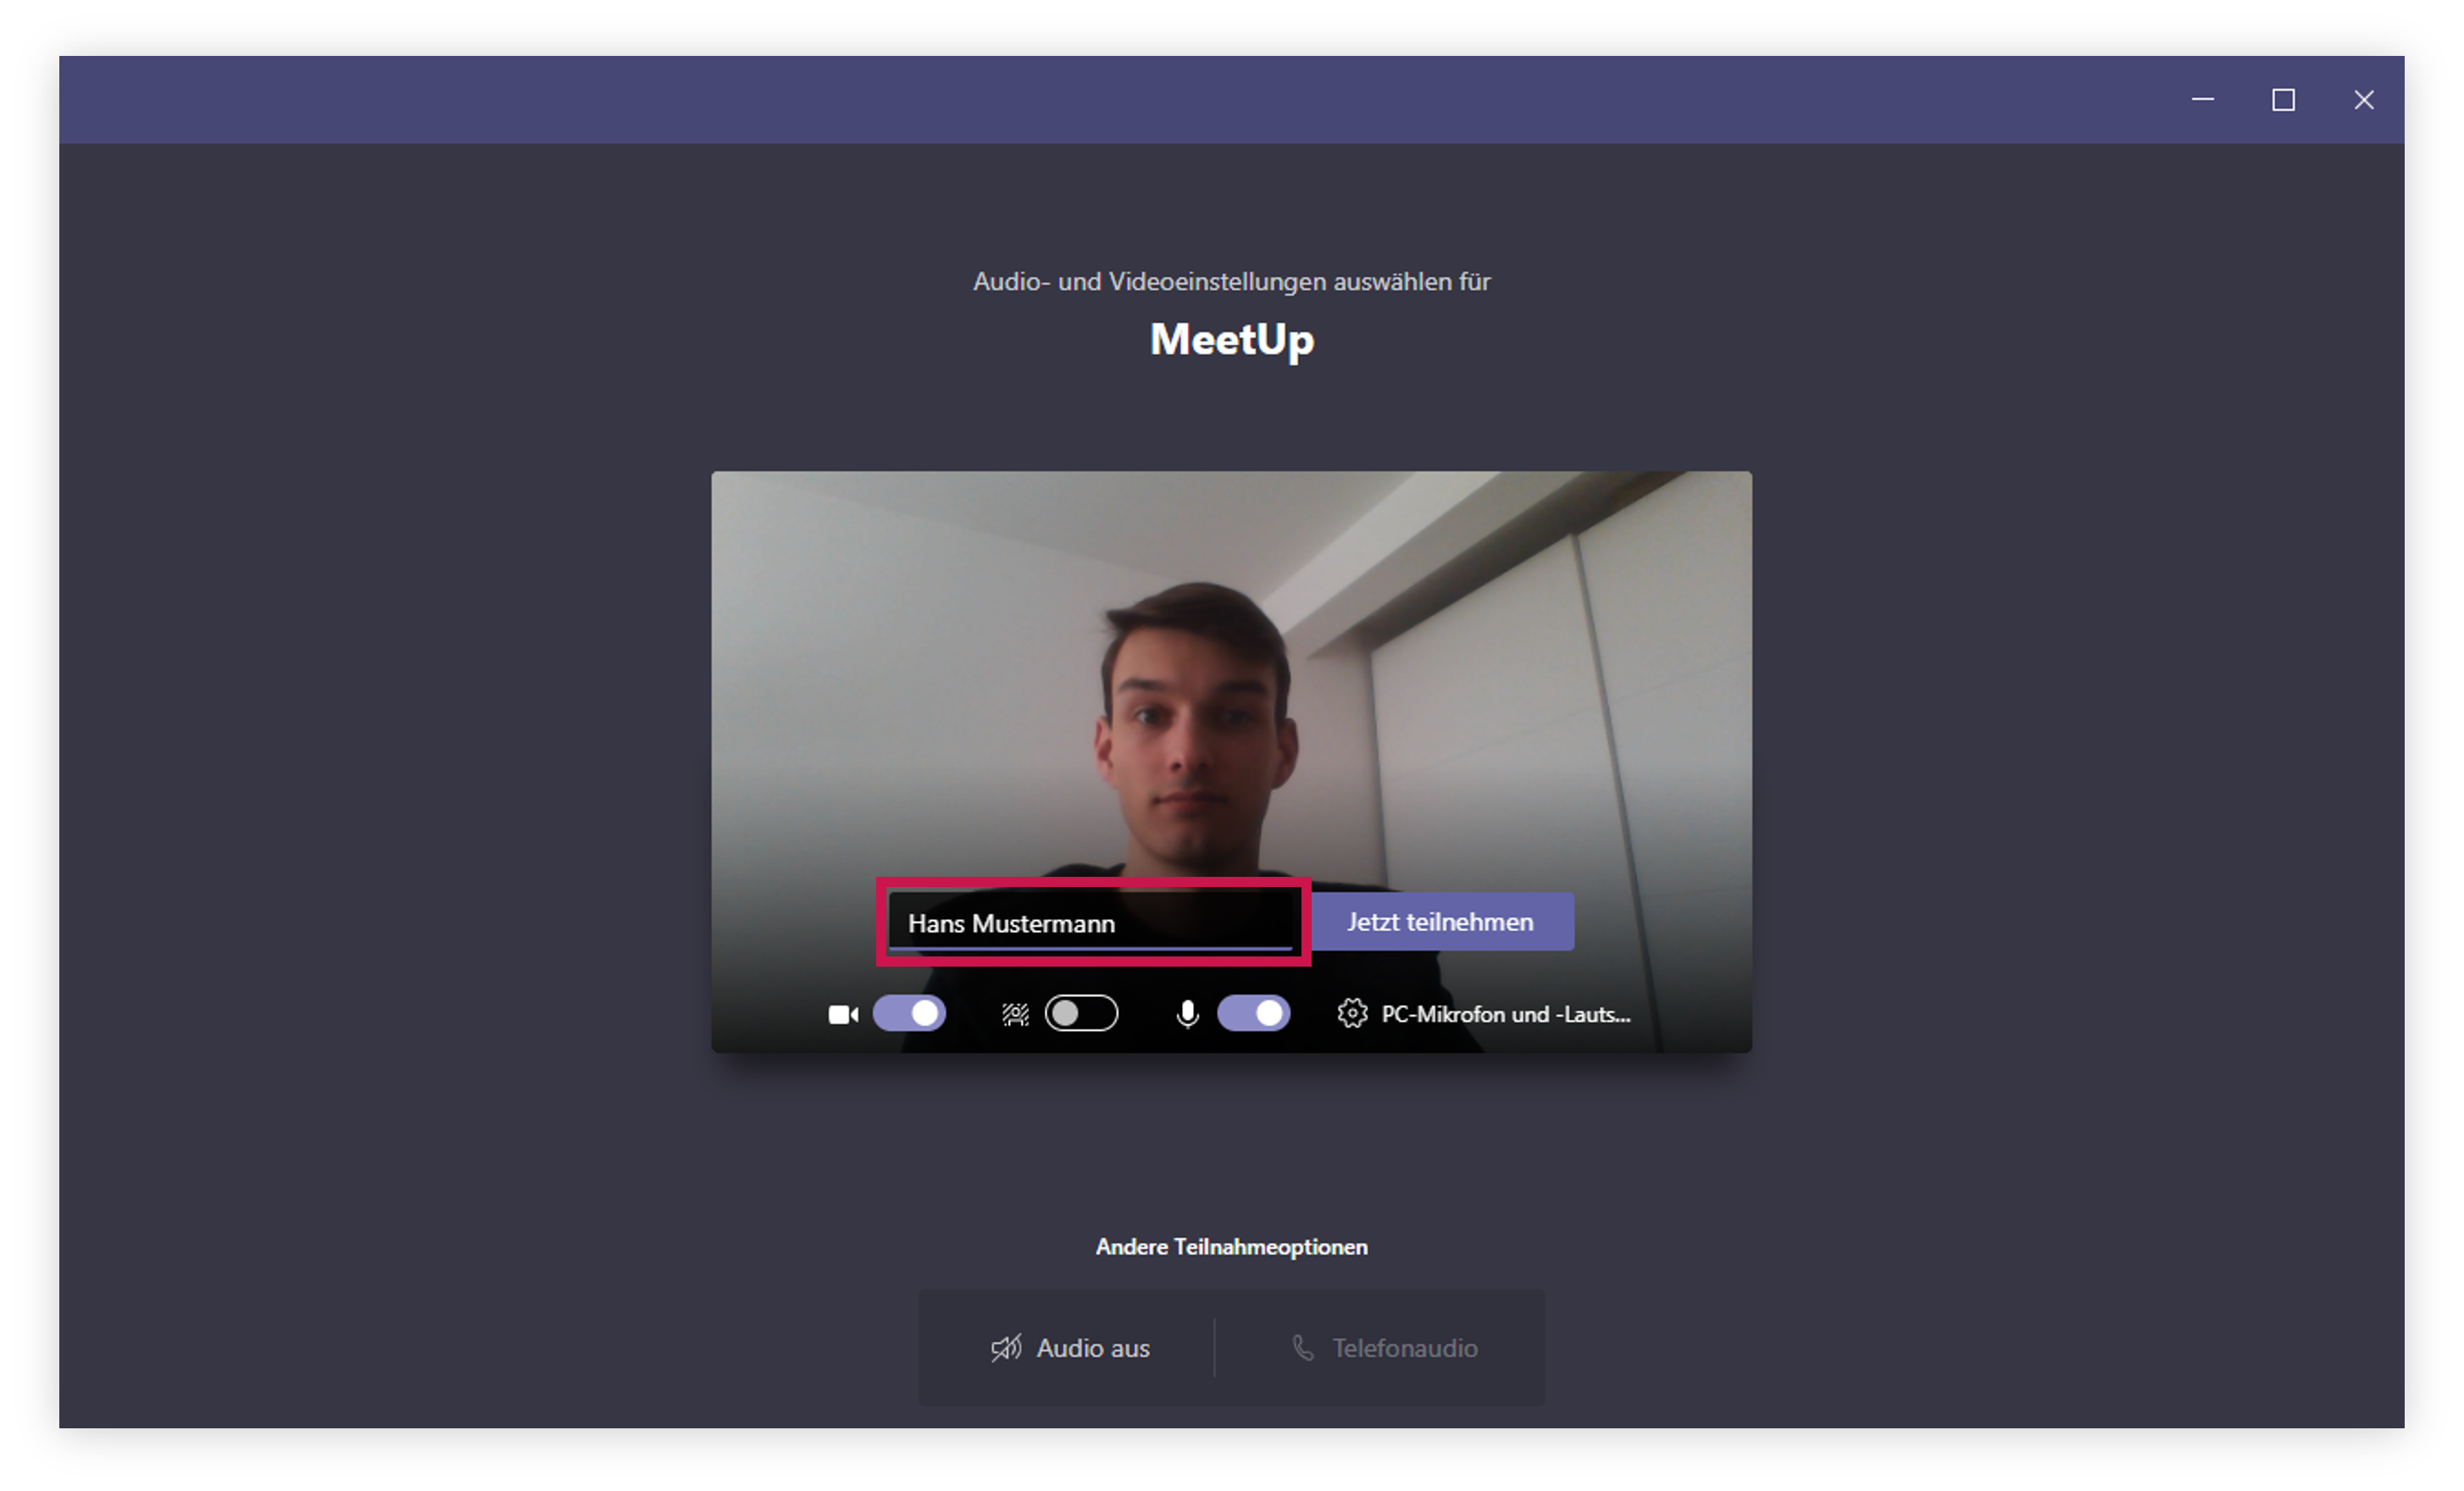 Audio- und Videoeinstellungen auswählen für
MeetUp
Hans Mustermann
Jetzt teilnehmen
PC-Mikrofon und -Lauts...
Andere Teilnahmeoptionen
Audio aus
Telefonaudio